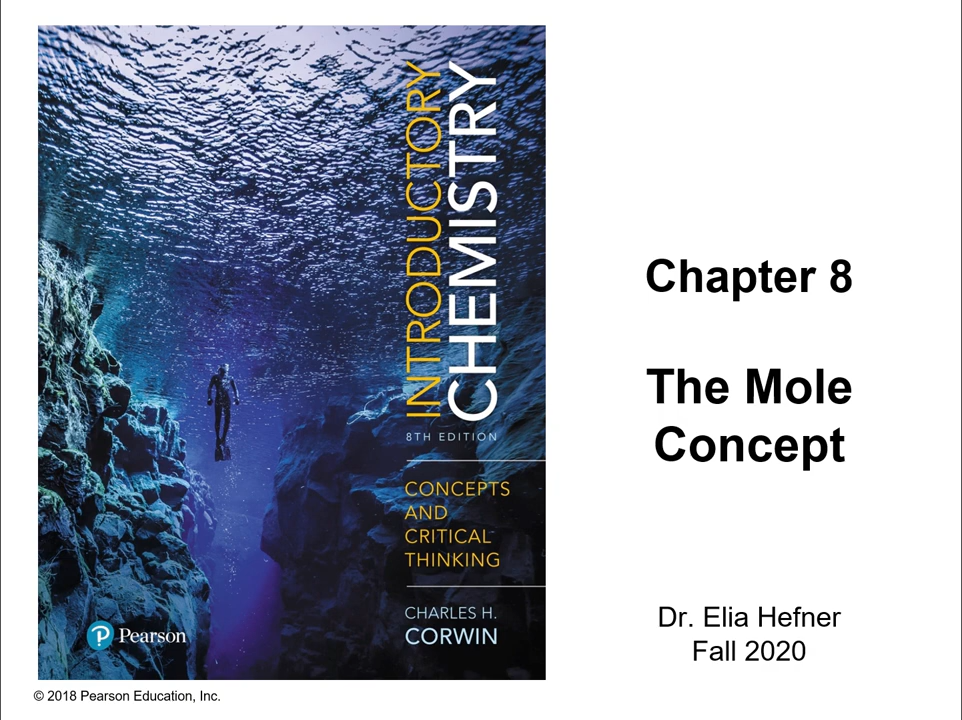 INTRODUCTORY
CHEMISTRY
8TH EDITION
CONCEPTS
AND
CRITICAL
THINKING
CHARLES H.
CORWIN
P Pearson
© 2018 Pearson Education, Inc.
Chapter 8
The Mole
Concept
Dr. Elia Hefner
Fall 2020